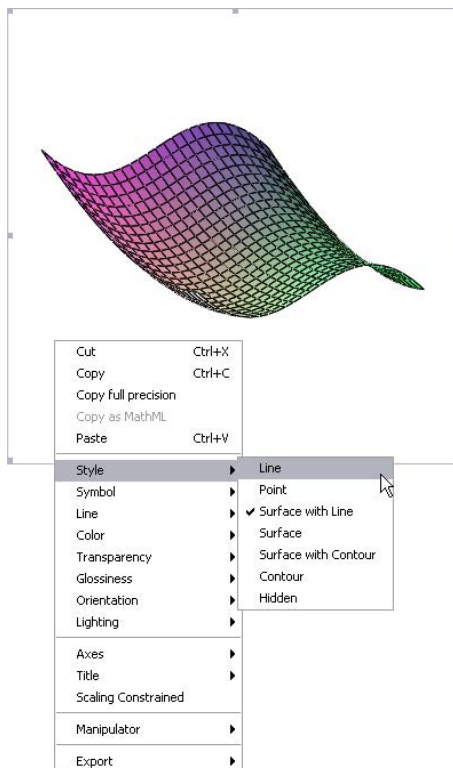 Cut Ctrl+X
Copy Ctrl+C
Copy full precision
Copy as MathML
Paste Ctrl+V
Style
Symbol
Line
Color
Transparency
Glossiness
Orientation
Lighting
Axes
Title
Scaling Constrained
Manipulator
Export
Line
Point
Surface with Line
Surface
Surface with Contour
Contour
Hidden